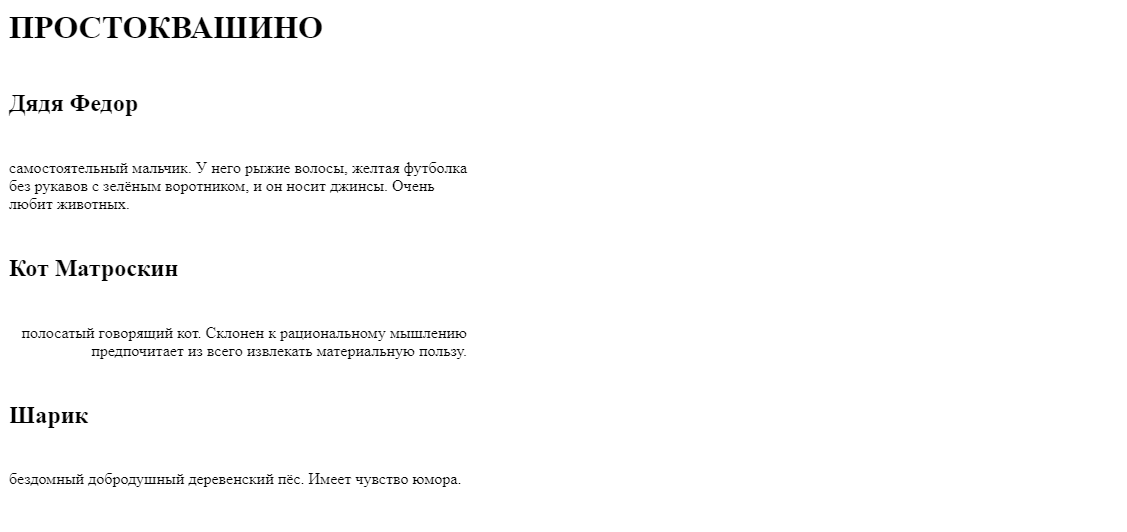 ПРОСТОКВАШИНО
Дядя Федор
самостоятельный мальчик. У него рыжие волосы, желтая футболка
без рукавов с зелёным воротником, и он носит джинсы. Очень
любит животных.
Кот Матроскин
полосатый говорящий кот. Склонен к рациональному мышлению
предпочитает из всего извлекать материальную пользу.
Шарик
бездомный добродушный деревенский пёс. Имеет чувство юмора.